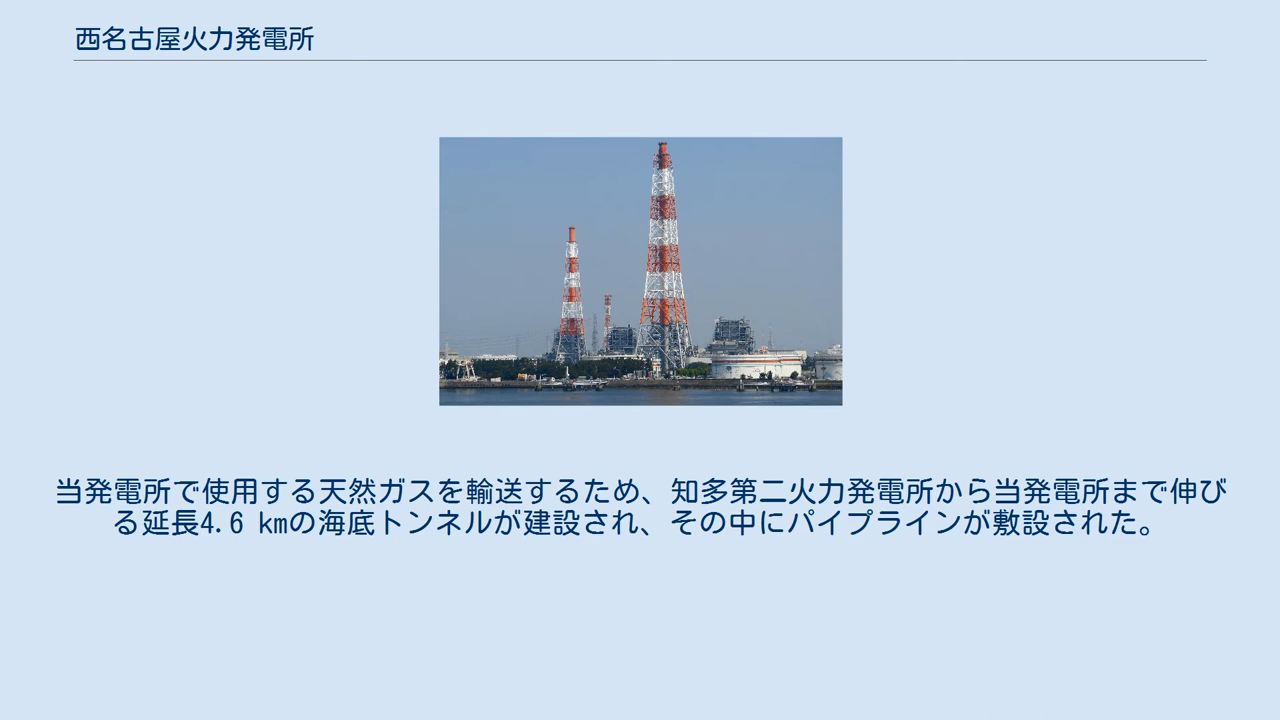 西名古屋火力発電所
当発電所で使用する天然ガスを輸送するため、知多第二火力発電所から当発電所まで伸び
る延長4.6 kmの海底トンネルが建設され、その中にパイプラインが敷設された。